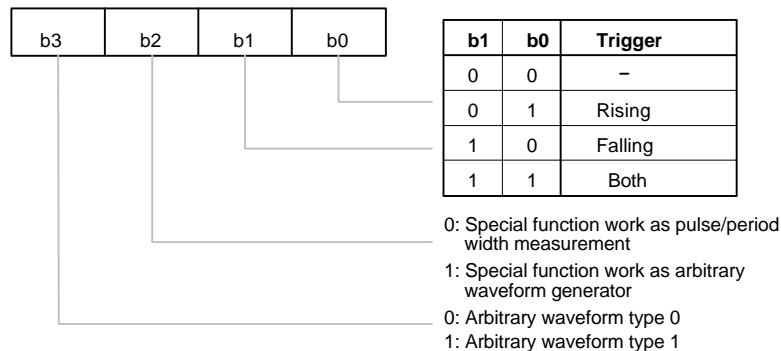 b3 b2 b1 b0
b1 b0 Trigger
0 0 –
0 1 Rising
1 0 Falling
1 1 Both
0: Special function work as pulse/period
width measurement
1: Special function work as arbitrary
waveform generator
0: Arbitrary waveform type 0
1: Arbitrary waveform type 1